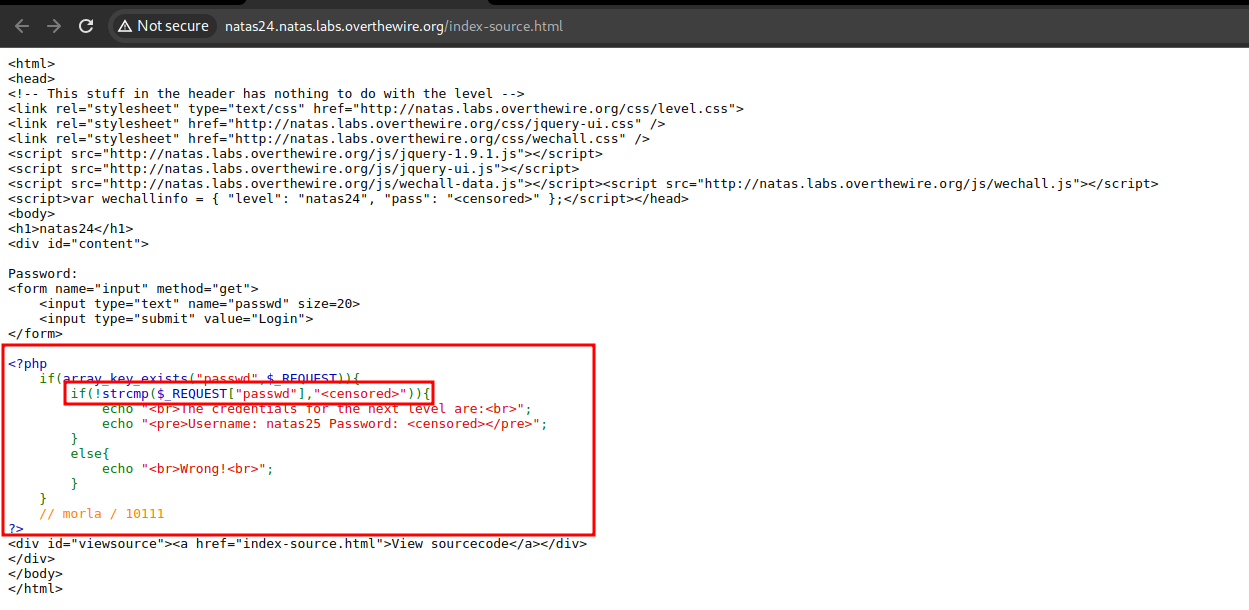 Not secure natas24.natas.labs.overthewire.org/index-source.html
<html>
<head>
<!-- This stuff in the header has nothing to do with the level -->
<link rel="stylesheet" type="text/css" href="http://natas.labs.overthewire.org/css/level.css">
<link rel="stylesheet" href="http://natas.labs.overthewire.org/css/jquery-ui.css" />
<link rel="stylesheet" href="http://natas.labs.overthewire.org/css/wechall.css" />
<script src="http://natas.labs.overthewire.org/js/jquery-1.9.1.js"></script>
<script src="http://natas.labs.overthewire.org/js/jquery-ui.js"></script>
<script src="http://natas.labs.overthewire.org/js/wechall-data.js"></script><script src="http://natas.labs.overthewire.org/js/wechall.js"></script>
<script>var wechallinfo = { "level": "natas24", "pass": "<censored>" };</script></head>
<body>
<h1>natas24</h1>
<div id="content">
Password:
<form name="input" method="get">
    <input type="text" name="passwd" size=20>
    <input type="submit" value="Login">
</form>
<?php
    if(array_key_exists("passwd",$_REQUEST)){
        if(!strcmp($_REQUEST["passwd"],"<censored>")){
            echo "<br>The credentials for the next level are:<br>";
            echo "<pre>Username: natas25 Password: <censored></pre>";
        }
        else{
            echo "<br>Wrong!<br>";
        }
    }
    // morla / 10111
?>
<div id="viewsource"><a href="index-source.html">View sourcecode</a></div>
</div>
</body>
</html>